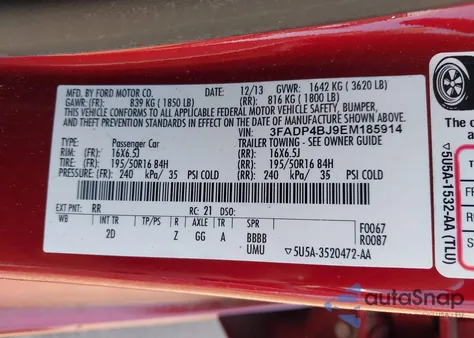 MFD. BY FORD MOTOR CO.
DATE: 12/13 GVWR: 1642 KG ( 3620 LB)
GAWR: (FR): 839 KG ( 1850 LB) (RR): 816 KG ( 1800 LB)
THIS VEHICLE CONFORMS TO ALL APPLICABLE FEDERAL MOTOR VEHICLE SAFETY, BUMPER,
AND THEFT PREVENTION STANDARDS IN EFFECT ON THE DATE OF MANUFACTURE SHOWN ABOVE.
VIN: 3FADP4BJ9EM185914
TYPE: Passenger Car TRAILER TOWING - SEE OWNER GUIDE
RIM: (FR): 16X6.5J (RR): 16X6.5J
TIRE: 195/50R16 84H 195/50R16 84H
PRESSURE: (FR): 240 kPa/ 35 PSI COLD (RR): 240 kPa/ 35 PSI COLD
EXT PNT: RR RC: 21 DSO: F0067
WB INT TR TP/PS R AXLE TR SPR R0087
2D Z GG A BBBB
UMU 5U5A-3520472-AA
The c
are
5U5A-1532-AA (TLU)
T
FR
R
S
autoSnap